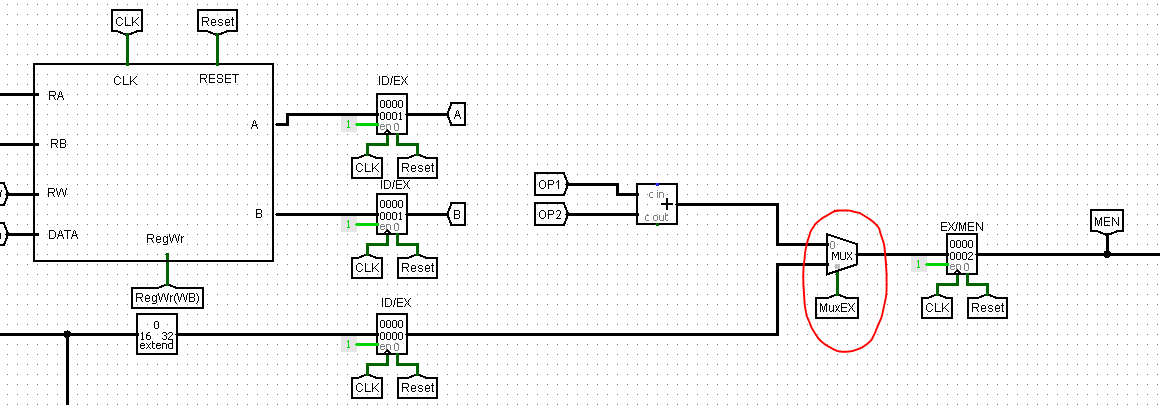 CLK
Reset
CLK
RESET
RA
RB
RW
DATA
A
B
RegWr
RegWr(WB)
ID/EX
0000
0001
en 0
1
A
CLK
Reset
ID/EX
0000
0001
en 0
1
B
CLK
Reset
0
16 32
extend
ID/EX
0000
0000
en 0
1
CLK
Reset
OP1
OP2
c in
+
c out
0
MUX
MuxEX
EX/MEN
0000
0002
en 0
1
CLK
Reset
MEN